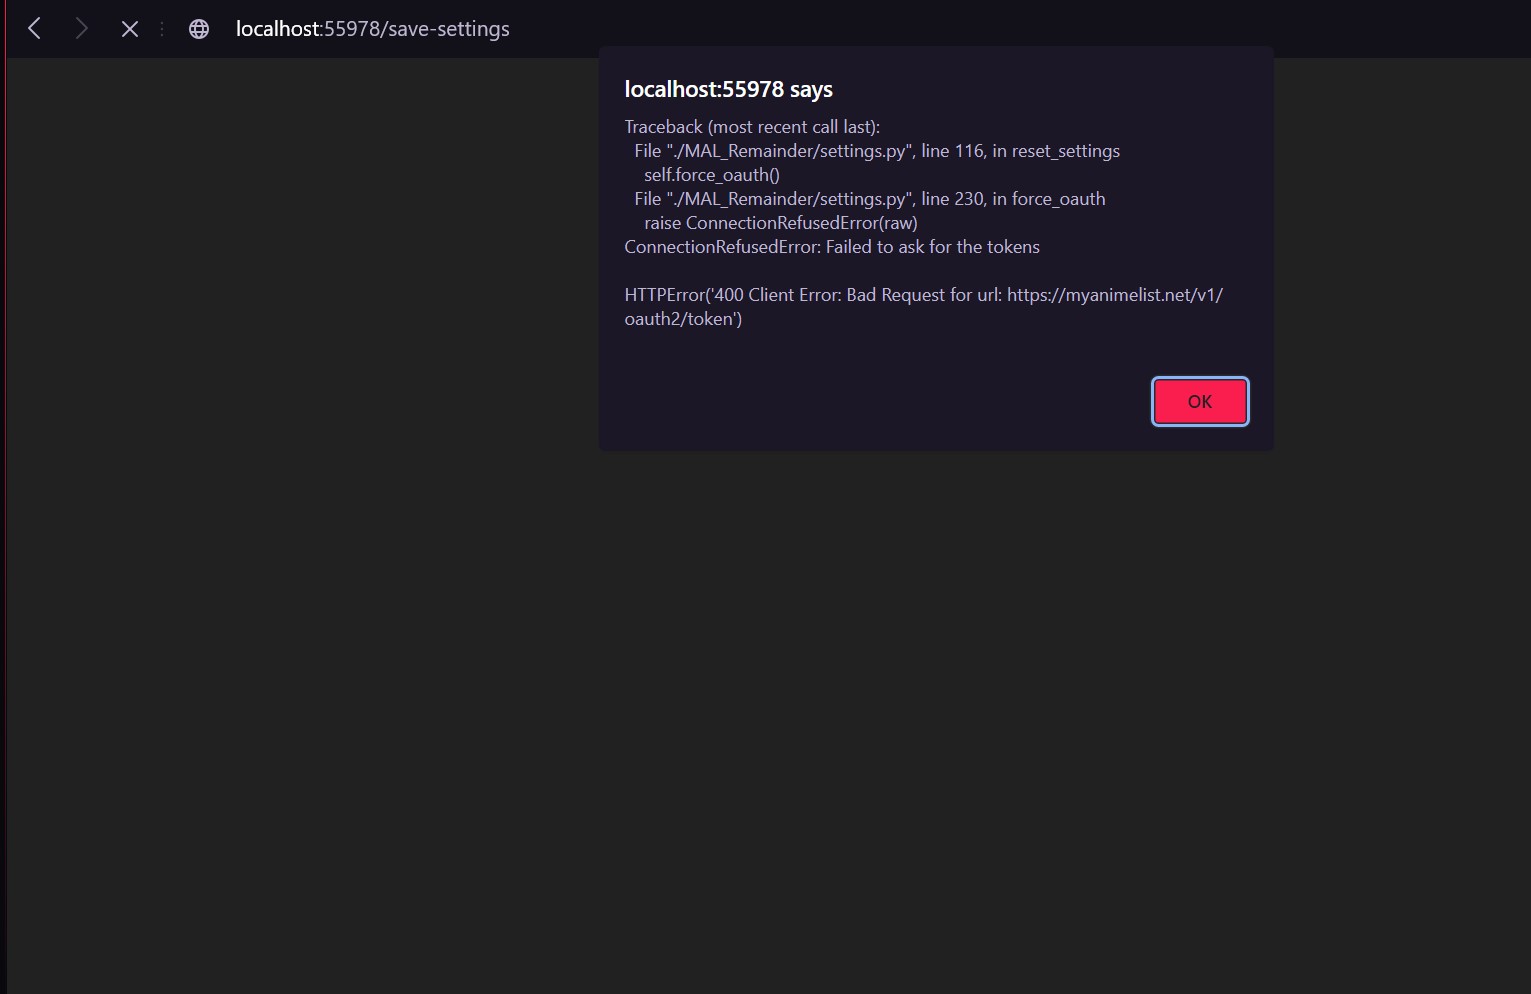 localhost:55978/save-settings
localhost:55978 says
Traceback (most recent call last):
File "./MAL_Remainder/settings.py", line 116, in reset_settings
self.force_oauth()
File "./MAL_Remainder/settings.py", line 230, in force_oauth
raise ConnectionRefusedError(raw)
ConnectionRefusedError: Failed to ask for the tokens
HTTPError('400 Client Error: Bad Request for url: https://myanimelist.net/v1/
oauth2/token')
OK